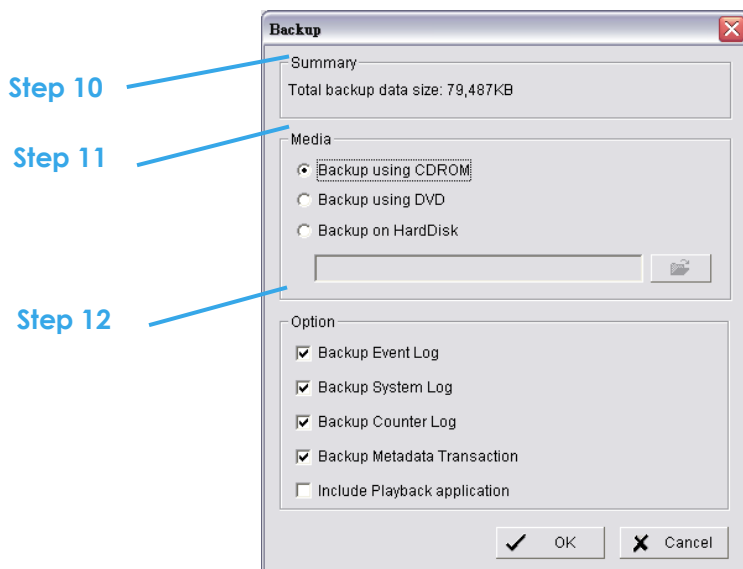 Backup
Summary
Step 10
Total backup data size: 79,487KB
Step 11
Media
Backup using CDROM
Backup using DVD
Backup on HardDisk
Step 12
Option
Backup Event Log
Backup System Log
Backup Counter Log
Backup Metadata Transaction
Include Playback application
OK Cancel